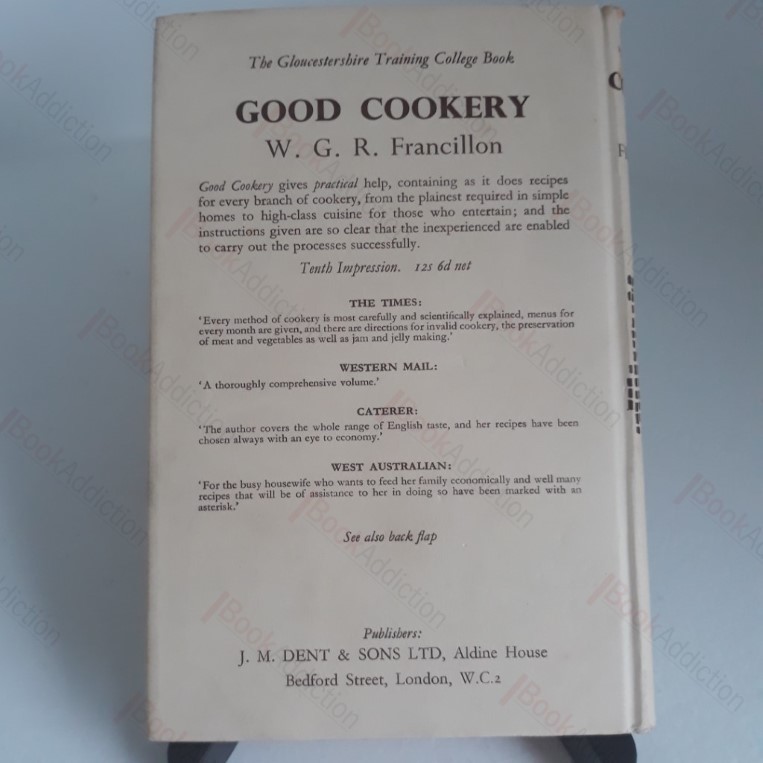 The Gloucestershire Training College Book
GOOD COOKERY
W. G. R. Francillon
Good Cookery gives practical help, containing as it does recipes
for every branch of cookery, from the plainest required in simple
homes to high-class cuisine for those who entertain; and the
instructions given are so clear that the inexperienced are enabled
to carry out the processes successfully.
Tenth Impression. 12s 6d net
THE TIMES:
'Every method of cookery is most carefully and scientifically explained, menus for
every month are given, and there are directions for invalid cookery, the preservation
of meat and vegetables as well as jam and jelly making.'
WESTERN MAIL:
'A thoroughly comprehensive volume.'
CATERER:
'The author covers the whole range of English taste, and her recipes have been
chosen always with an eye to economy.'
WEST AUSTRALIAN:
'For the busy housewife who wants to feed her family economically and well many
recipes that will be of assistance to her in doing so have been marked with an
asterisk.'
See also back flap
Publishers:
J. M. DENT & SONS LTD, Aldine House
Bedford Street, London, W.C.2
BookAddiction